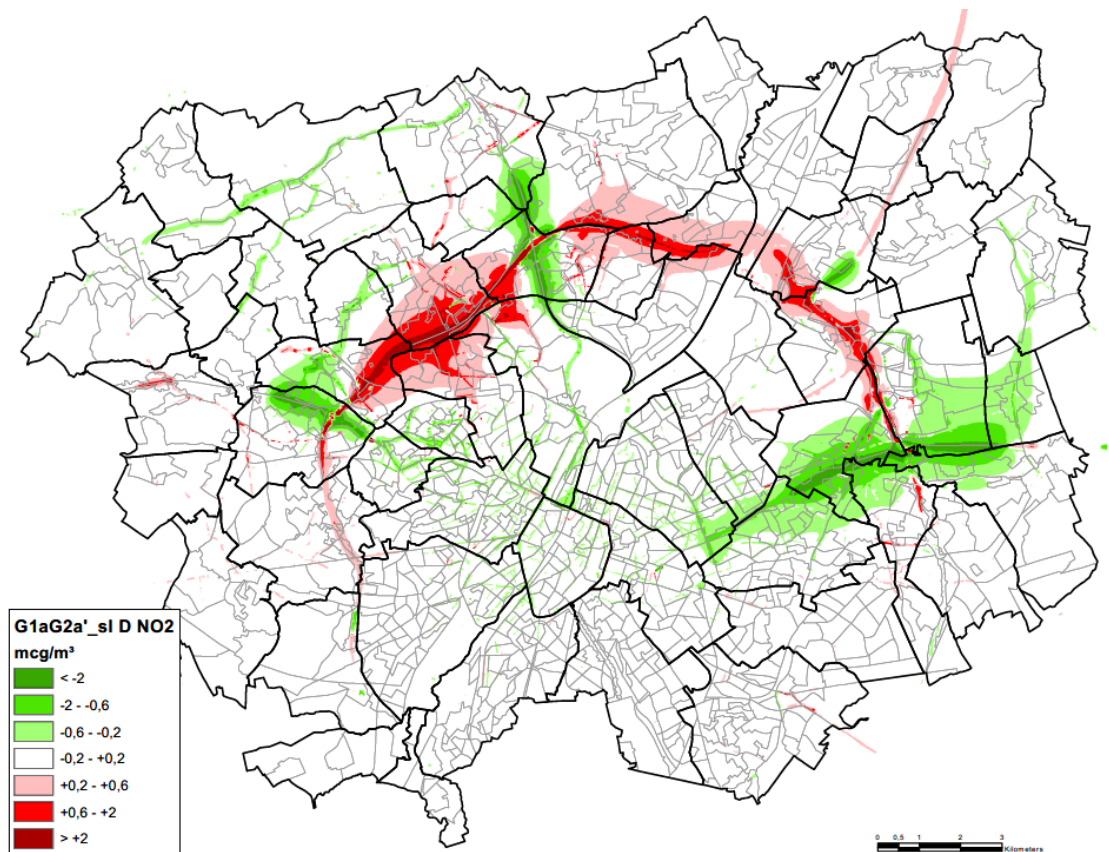 G1aG2a'_sl D NO2
mcg/m³
< -2
-2 - -0,6
-0,6 - -0,2
-0,2 - +0,2
+0,2 - +0,6
+0,6 - +2
> +2
0 0,5 1 2 3
Kilometers